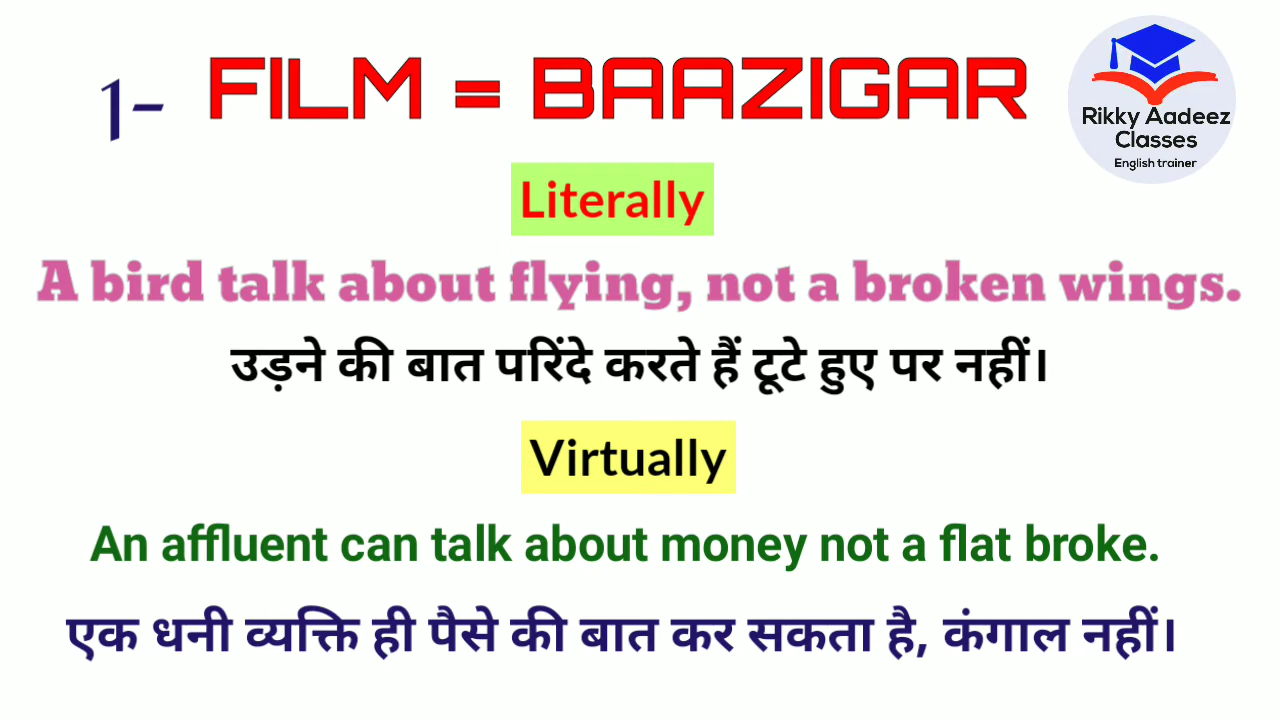 1- FILM = BAAZIGAR
Rikky Aadeez
Classes
English trainer
Literally
A bird talk about flying, not a broken wings.
उड़ने की बात परिंदे करते हैं टूटे हुए पर नहीं।
Virtually
An affluent can talk about money not a flat broke.
एक धनी व्यक्ति ही पैसे की बात कर सकता है, कंगाल नहीं।